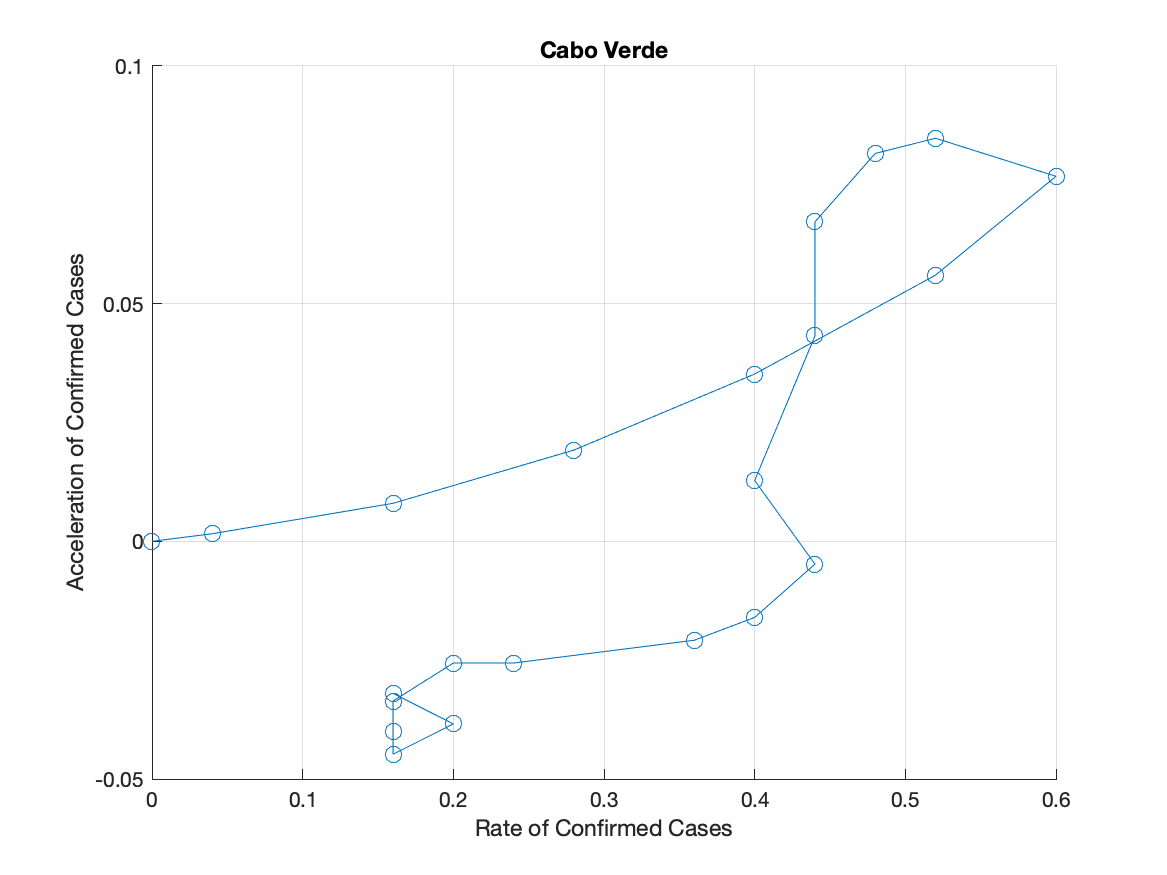 Cabo Verde
0.1
0.05
0
-0.05
Acceleration of Confirmed Cases
0 0.1 0.2 0.3 0.4 0.5 0.6
Rate of Confirmed Cases